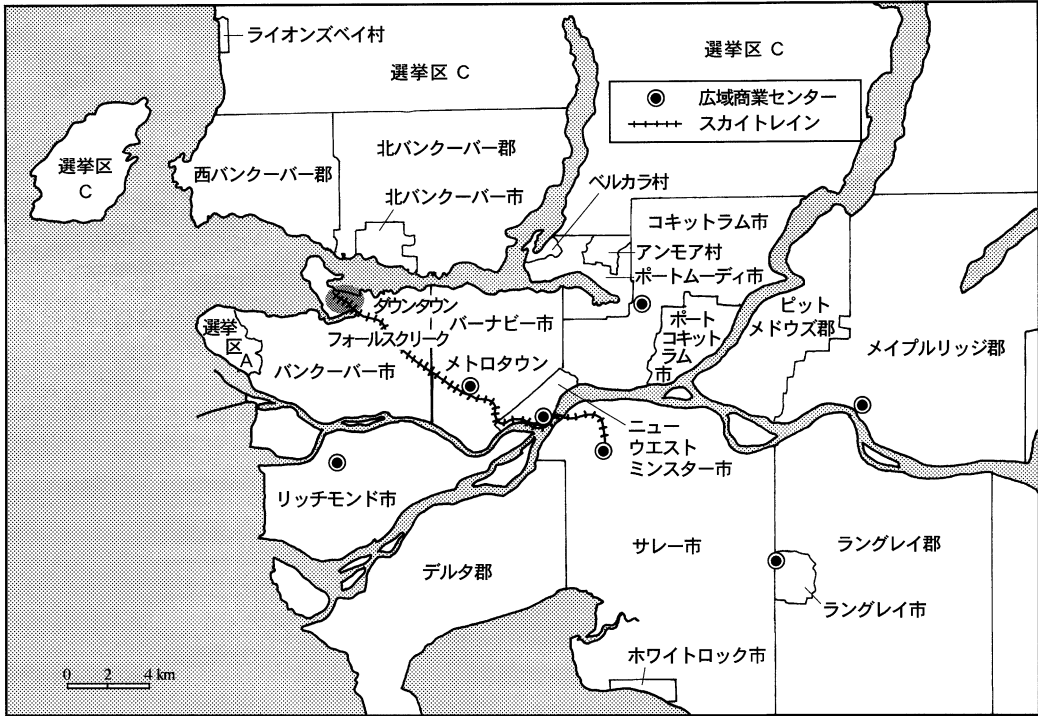 ライオンズベイ村
選挙区 C
選挙区 C
広域商業センター
スカイトレイン
選挙区
C
西バンクーバー郡
北バンクーバー郡
北バンクーバー市
ベルカラ村
コキットラム市
アンモア村
ポートムーディ市
ダウンタウン
フォールスクリーク
バーナビー市
選挙
区
A
バンクーバー市
メトロタウン
ポート
コキット
ラム
市
ピット
メドウズ郡
メイプルリッジ郡
ニュー
ウエスト
ミンスター市
リッチモンド市
デルタ郡
サレー市
ラングレイ郡
ラングレイ市
ホワイトロック市
0 2 4 km